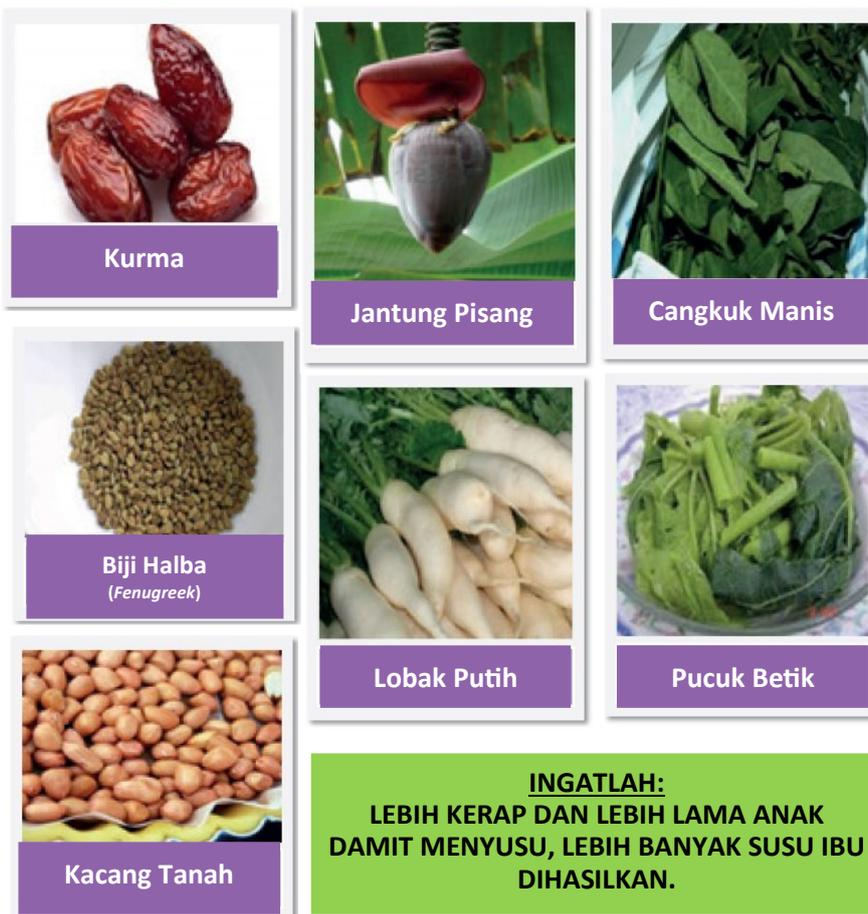 Kurma
Jantung Pisang
Cangkuk Manis
Biji Halba
(Fenugreek)
Lobak Putih
Pucuk Betik
Kacang Tanah
INGATLAH:
LEBIH KERAP DAN LEBIH LAMA ANAK
DAMIT MENYUSU, LEBIH BANYAK SUSU IBU
DIHASILKAN.